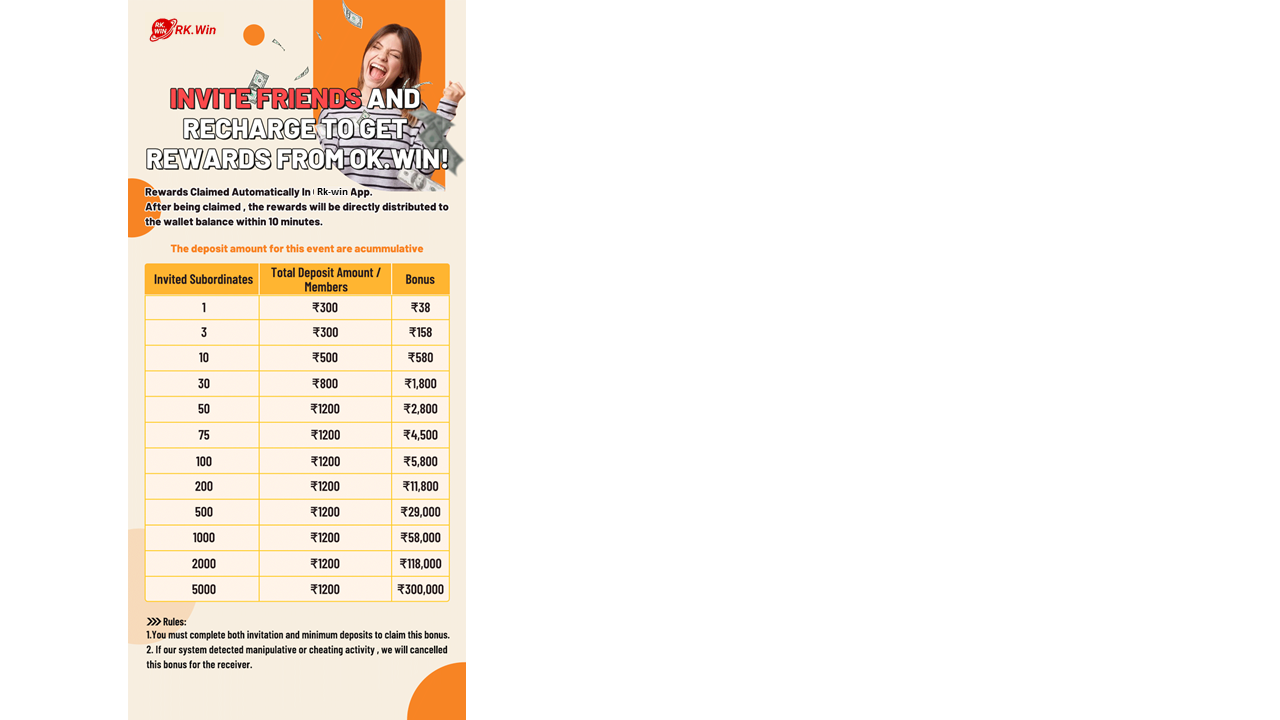 RK.
WIN
RK.Win
INVITE FRIENDS AND
RECHARGE TO GET
REWARDS FROM OK.WIN!
Rewards Claimed Automatically In Rk-win App.
After being claimed , the rewards will be directly distributed to
the wallet balance within 10 minutes.
The deposit amount for this event are acummulative
Invited Subordinates Total Deposit Amount / Members Bonus
1 ₹300 ₹38
3 ₹300 ₹158
10 ₹500 ₹580
30 ₹800 ₹1,800
50 ₹1200 ₹2,800
75 ₹1200 ₹4,500
100 ₹1200 ₹5,800
200 ₹1200 ₹11,800
500 ₹1200 ₹29,000
1000 ₹1200 ₹58,000
2000 ₹1200 ₹118,000
5000 ₹1200 ₹300,000
Rules:
1.You must complete both invitation and minimum deposits to claim this bonus.
2. If our system detected manipulative or cheating activity , we will cancelled
this bonus for the receiver.